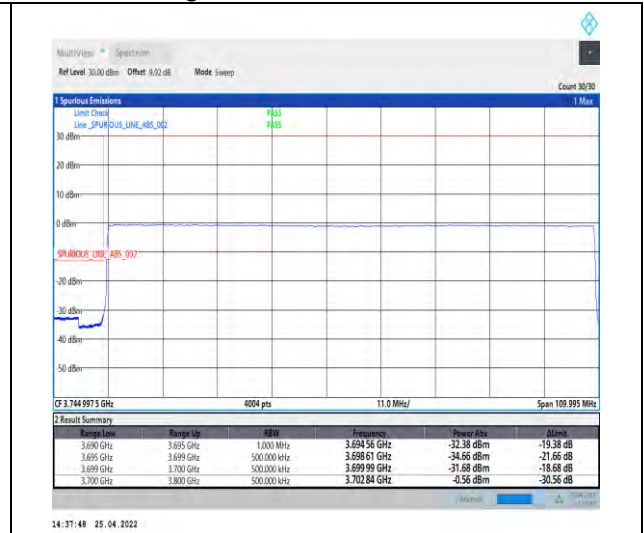 MultiView Spectrum
Ref Level 30.00 dBm Offset 9.92 dB Mode Sweep
Count 30/30
1 Spurious Emissions 1 Max
Limit Check PASS
Line _SPURIOUS_LINE_ABS_002 PASS
30 dBm
20 dBm
10 dBm
0 dBm
_SPURIOUS_LINE_ABS_002
-20 dBm
-30 dBm
-40 dBm
-50 dBm
CF 3.744 997 5 GHz 4004 pts 11.0 MHz/ Span 109.995 MHz
2 Result Summary
Range Low Range Up RBW Frequency Power Abs ΔLimit
3.690 GHz 3.695 GHz 1.000 MHz 3.694 56 GHz -32.38 dBm -19.38 dB
3.695 GHz 3.699 GHz 500.000 kHz 3.698 61 GHz -34.66 dBm -21.66 dB
3.699 GHz 3.700 GHz 500.000 kHz 3.699 99 GHz -31.68 dBm -18.68 dB
3.700 GHz 3.800 GHz 500.000 kHz 3.702 84 GHz -0.56 dBm -30.56 dB
14:37:48 25.04.2022